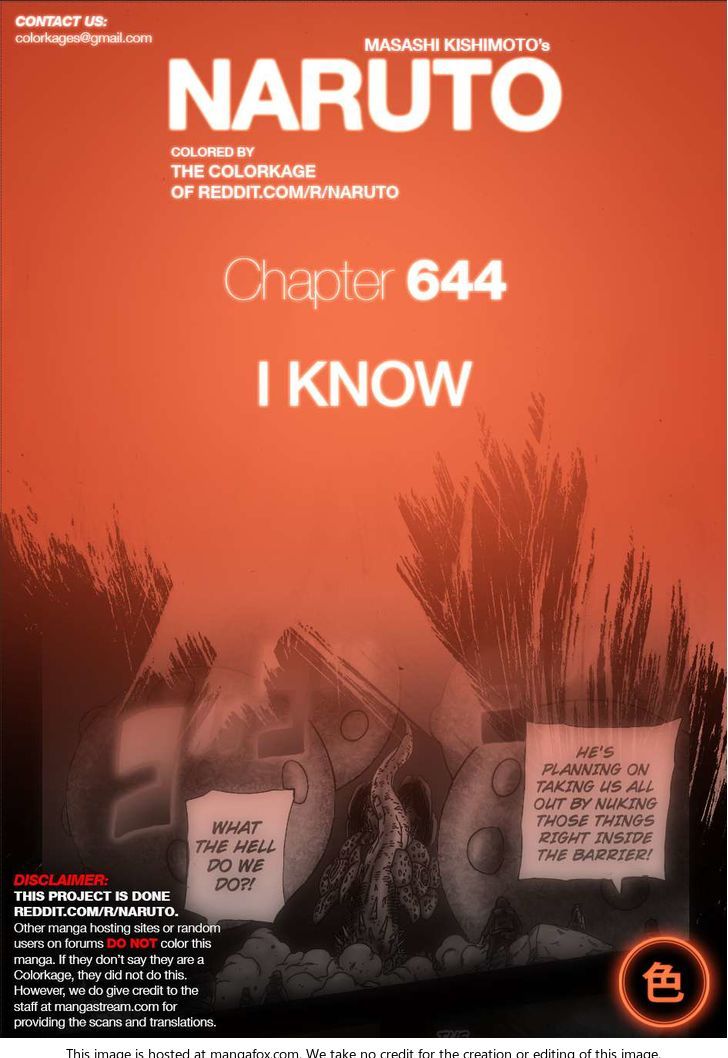 CONTACT US:
colorkages@gmail.com
MASASHI KISHIMOTO's
NARUTO
COLORED BY
THE COLORKAGE
OF REDDIT.COM/R/NARUTO
Chapter 644
I KNOW
HE'S
PLANNING ON
TAKING US ALL
OUT BY NUKING
THOSE THINGS
RIGHT INSIDE
THE BARRIER!
WHAT
THE HELL
DO WE
DO?!
DISCLAIMER:
THIS PROJECT IS DONE
REDDIT.COM/R/NARUTO.
Other manga hosting sites or random
users on forums DO NOT color this
manga. If they don't say they are a
Colorkage, they did not do this.
However, we do give credit to the
staff at mangastream.com for
providing the scans and translations.
色
This image is hosted at mangafox.com. We take no credit for the creation or editing of this image.